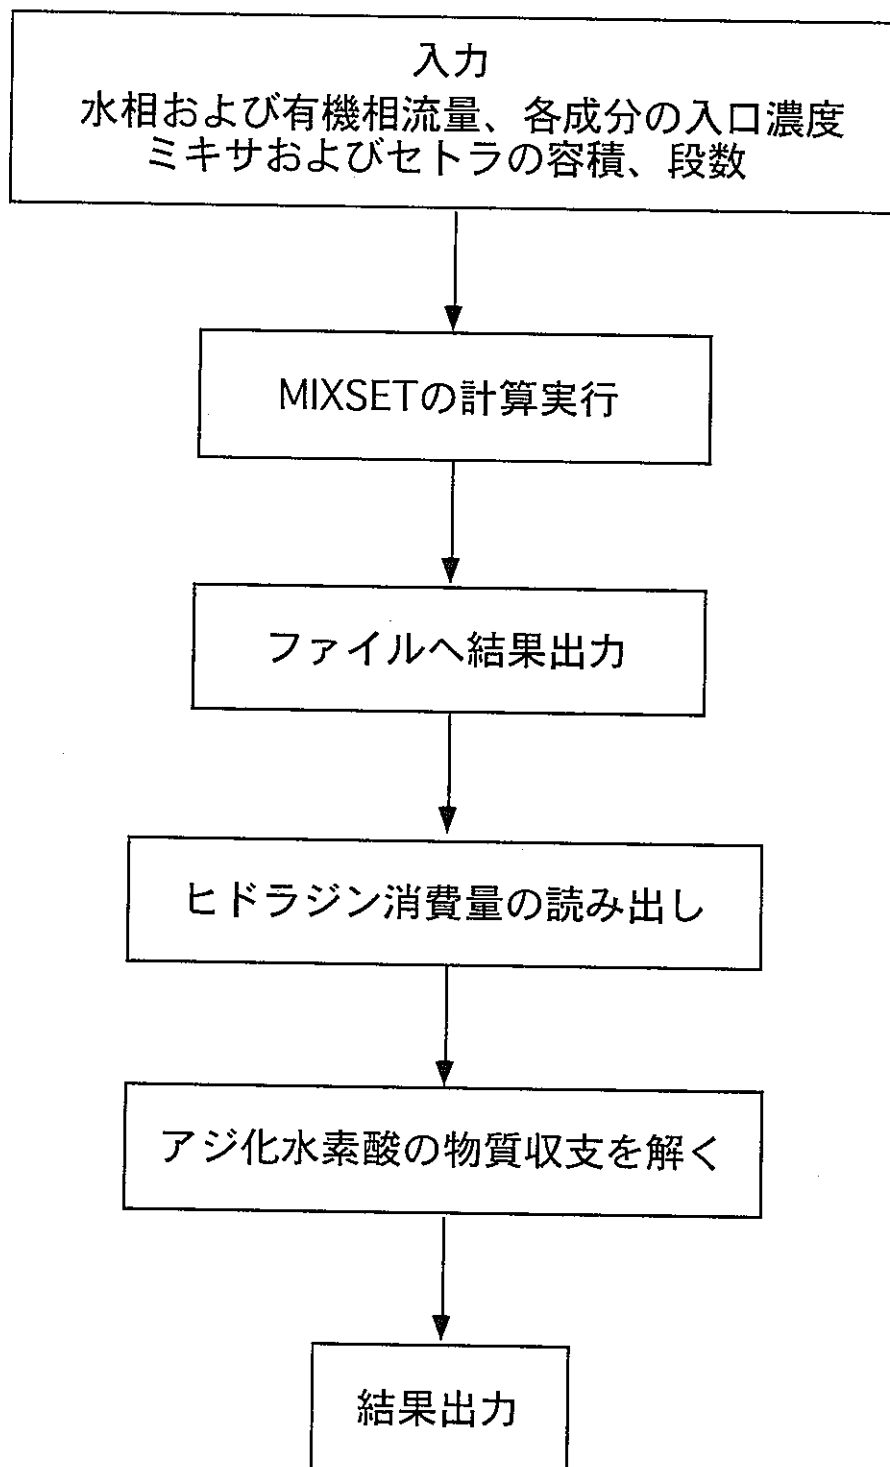 入力
水相および有機相流量、各成分の入口濃度
ミキサおよびセトラの容積、段数
MIXSETの計算実行
ファイルへ結果出力
ヒドラジン消費量の読み出し
アジ化水素酸の物質収支を解く
結果出力